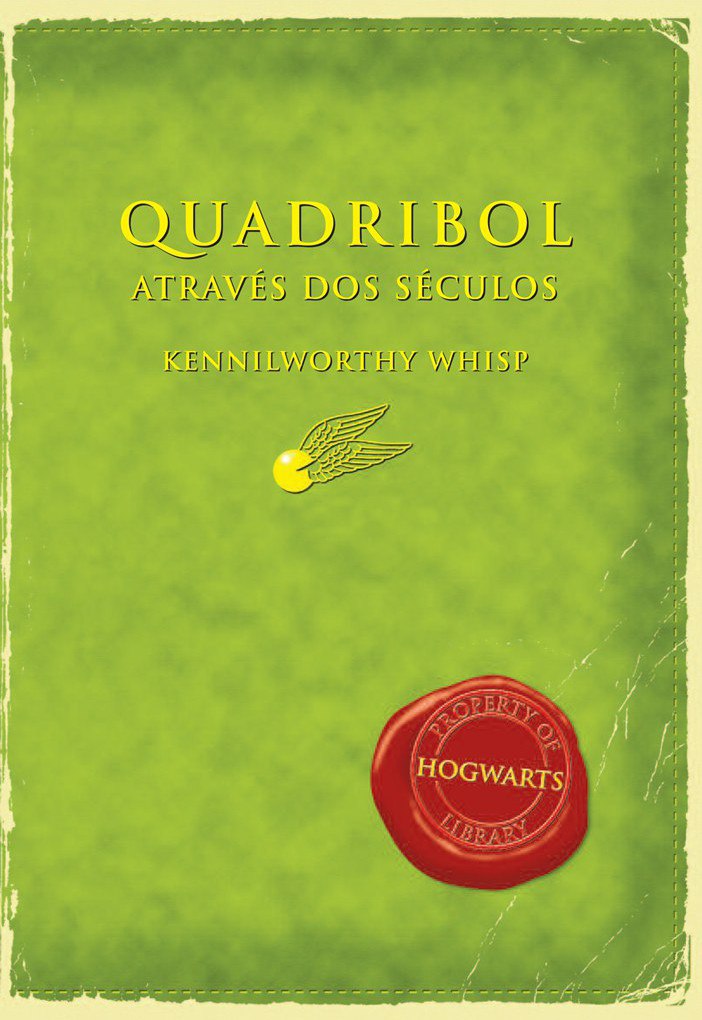 QUADRIBOL
ATRAVÉS DOS SÉCULOS
KENNILWORTHY WHISP
PROPERTY OF
HOGWARTS
LIBRARY